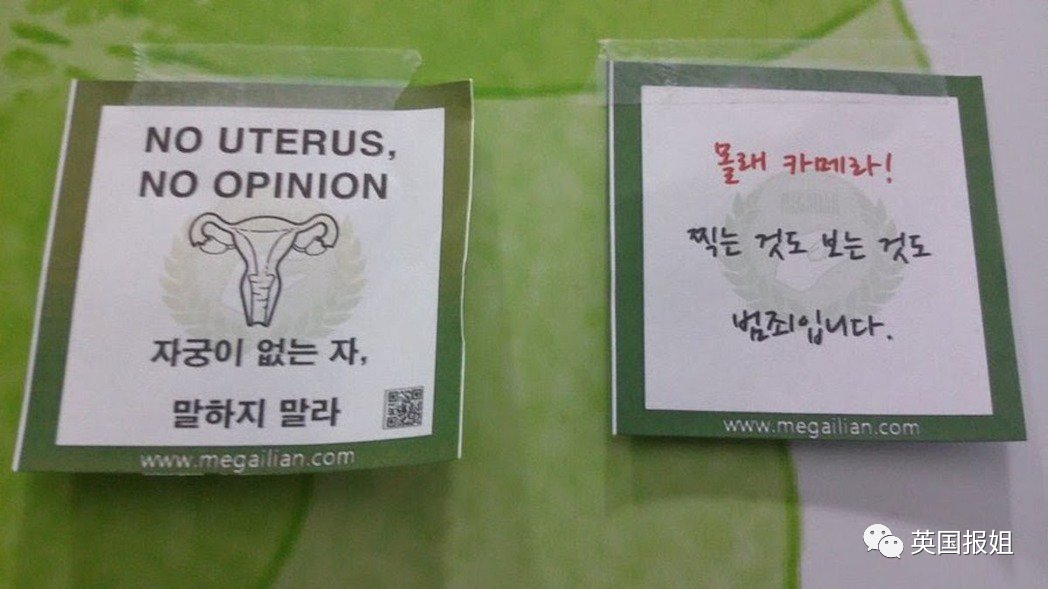 NO UTERUS,
NO OPINION
자궁이 없는 자,
말하지 말라
www.megailian.com
몰래 카메라!
찍는 것도 보는 것도
범죄입니다.
www.megailian.com
英国报姐